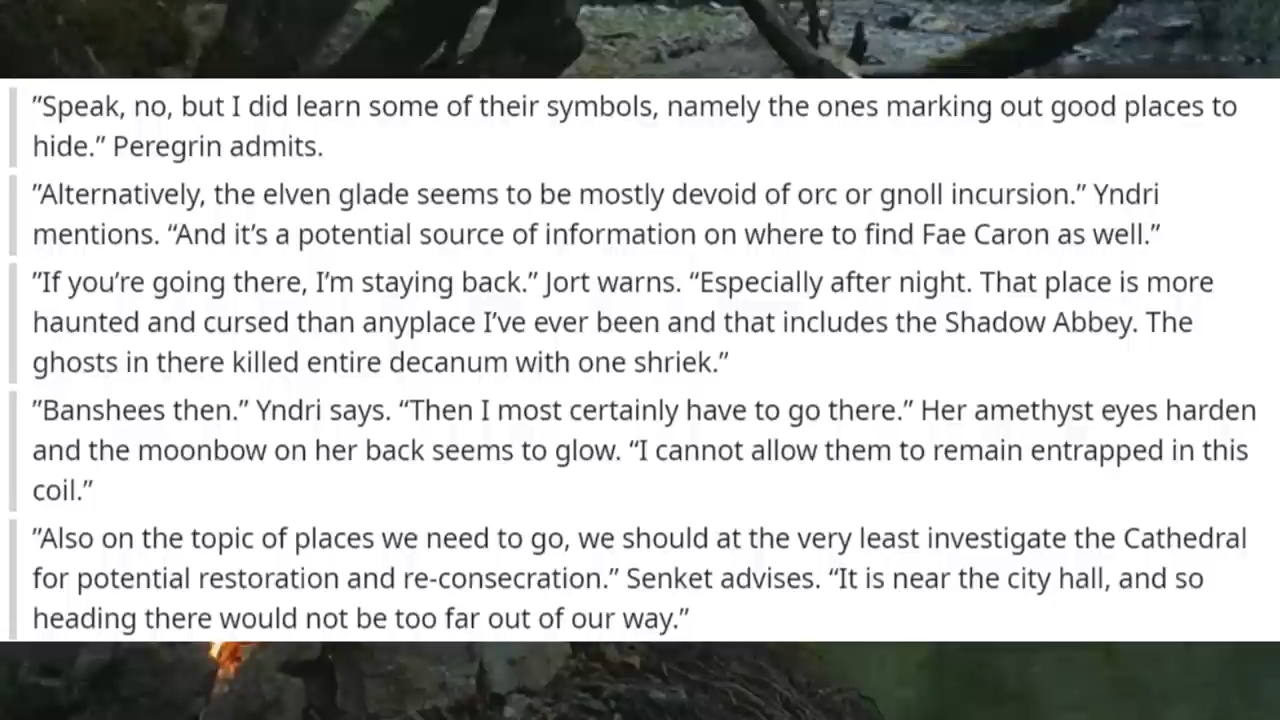 ”Speak, no, but I did learn some of their symbols, namely the ones marking out good places to
hide.” Peregrin admits.
”Alternatively, the elven glade seems to be mostly devoid of orc or gnoll incursion.” Yndri
mentions. “And it’s a potential source of information on where to find Fae Caron as well.”
”If you’re going there, I’m staying back.” Jort warns. “Especially after night. That place is more
haunted and cursed than anyplace I’ve ever been and that includes the Shadow Abbey. The
ghosts in there killed entire decanum with one shriek.”
”Banshees then.” Yndri says. “Then I most certainly have to go there.” Her amethyst eyes harden
and the moonbow on her back seems to glow. “I cannot allow them to remain entrapped in this
coil.”
”Also on the topic of places we need to go, we should at the very least investigate the Cathedral
for potential restoration and re-consecration.” Senket advises. “It is near the city hall, and so
heading there would not be too far out of our way.”